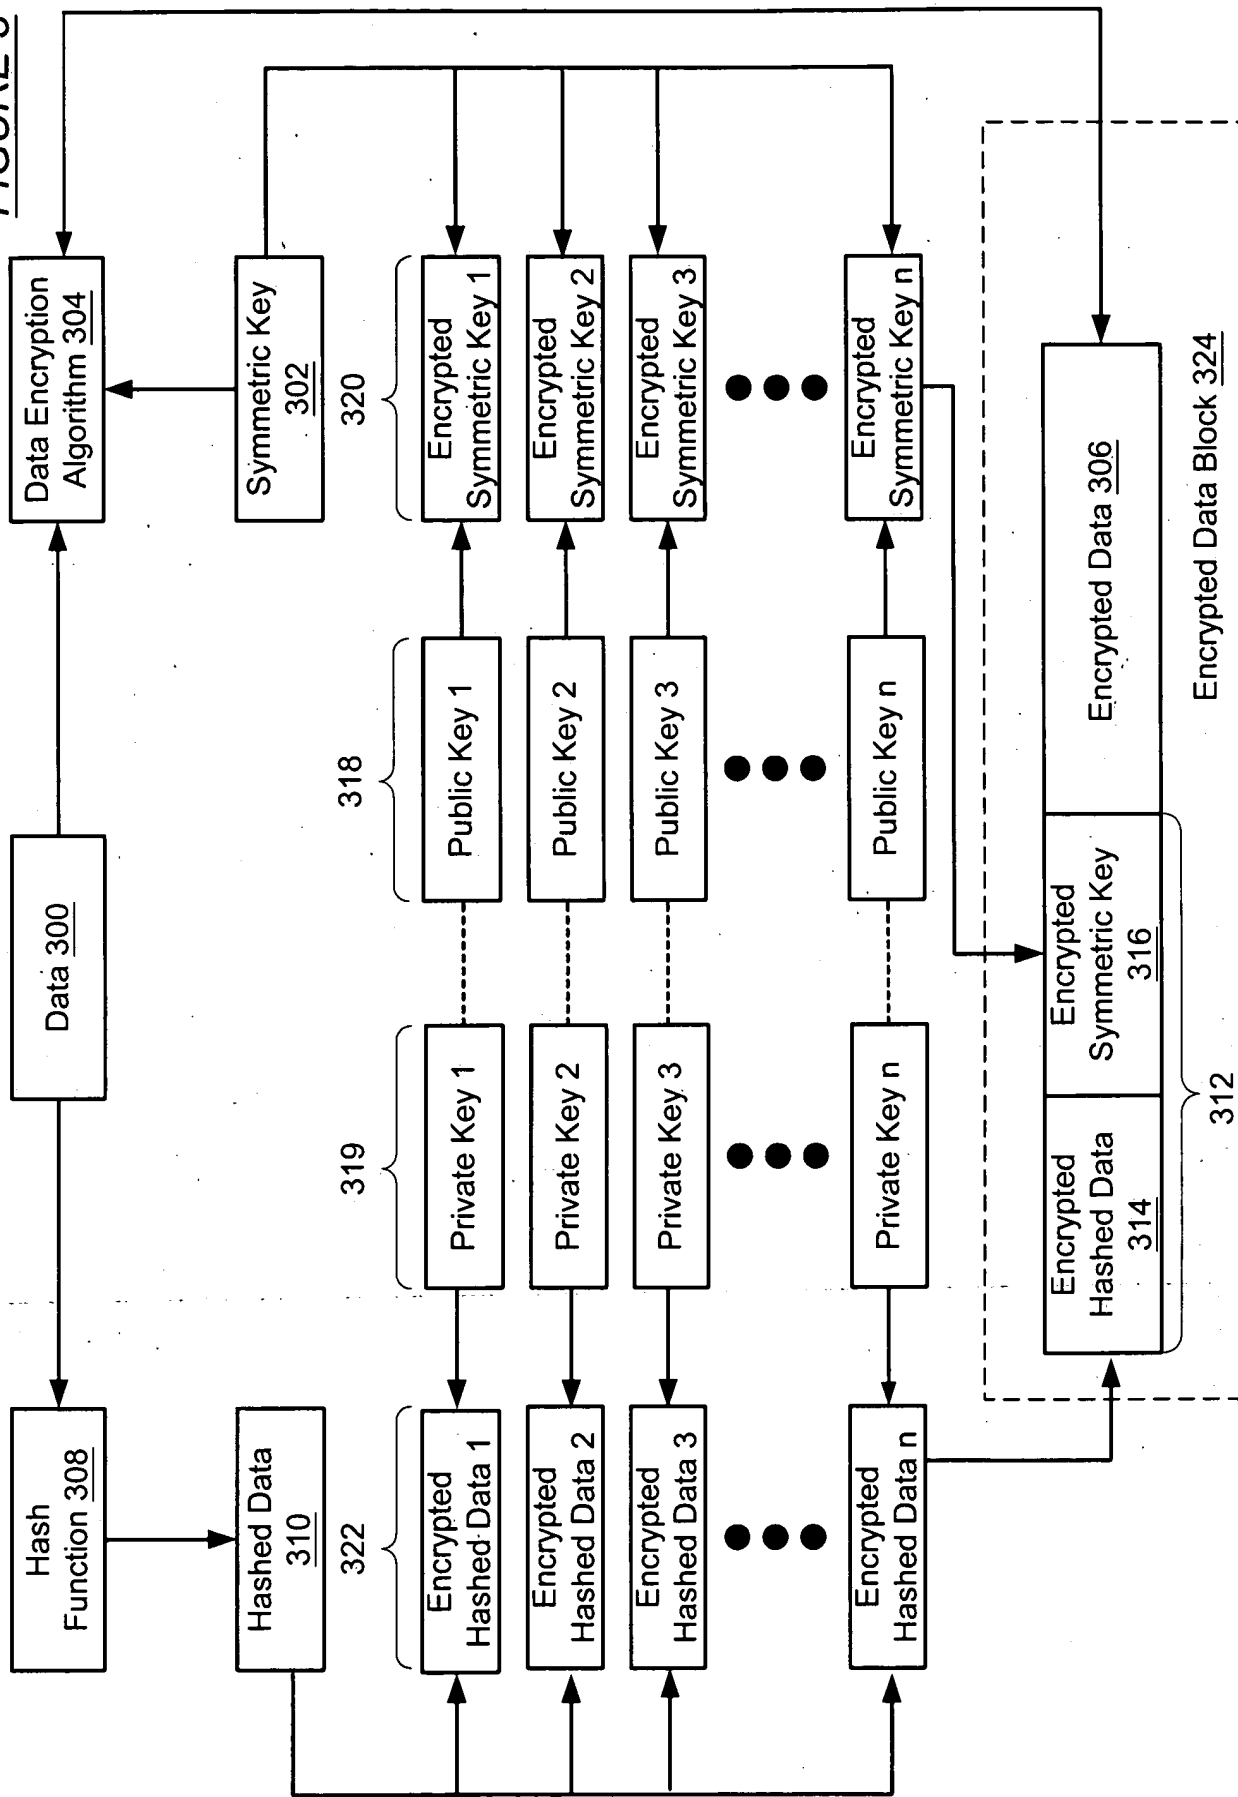 FIGURE 3
Hash
Function 308
Data 300
Data Encryption
Algorithm 304
Hashed Data
310
Symmetric Key
302
322
319
318
320
Encrypted
Hashed Data 1
Private Key 1
Public Key 1
Encrypted
Symmetric Key 1
Encrypted
Hashed Data 2
Private Key 2
Public Key 2
Encrypted
Symmetric Key 2
Encrypted
Hashed Data 3
Private Key 3
Public Key 3
Encrypted
Symmetric Key 3
Encrypted
Hashed Data n
Private Key n
Public Key n
Encrypted
Symmetric Key n
Encrypted
Hashed Data
314
Encrypted
Symmetric Key
316
Encrypted Data 306
312
Encrypted Data Block 324